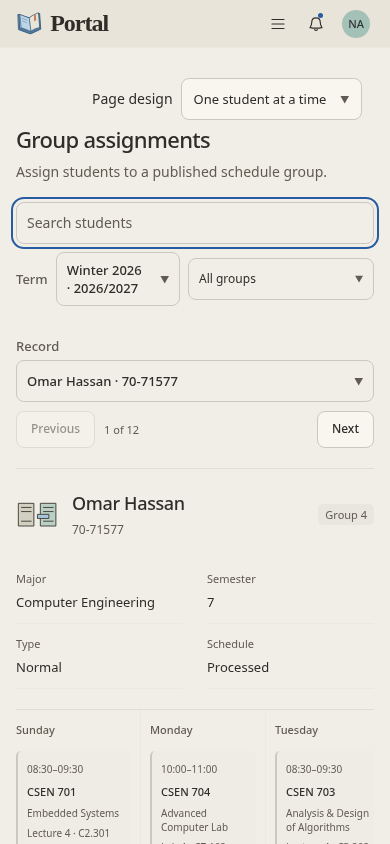 Portal
NA
Page design
One student at a time
Group assignments
Assign students to a published schedule group.
Search students
Term
Winter 2026
· 2026/2027
All groups
Record
Omar Hassan · 70-71577
Previous
1 of 12
Next
Omar Hassan
70-71577
Group 4
Major
Semester
Computer Engineering
7
Type
Schedule
Normal
Processed
Sunday
Monday
Tuesday
08:30–09:30
CSEN 701
Embedded Systems
Lecture 4 · C2.301
10:00–11:00
CSEN 704
Advanced
Computer Lab
08:30–09:30
CSEN 703
Analysis & Design
of Algorithms